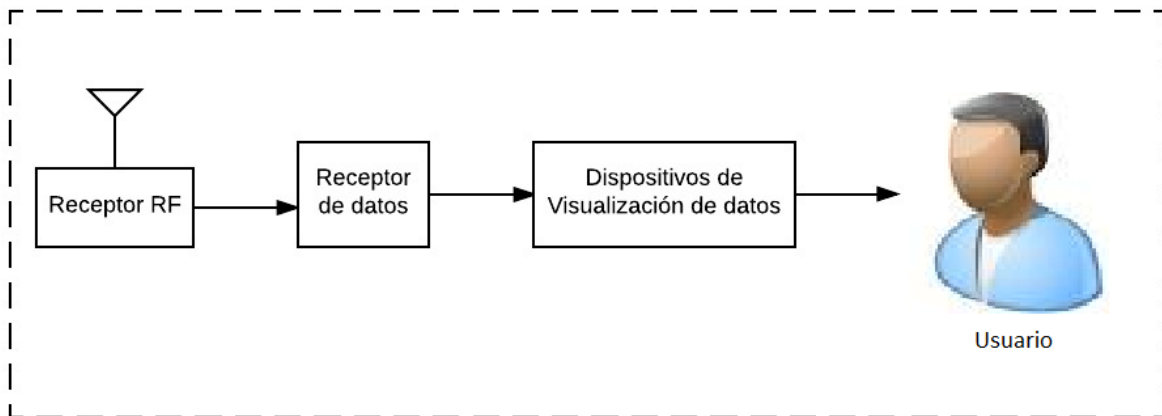 Receptor RF
Receptor
de datos
Dispositivos de
Visualización de datos
Usuario